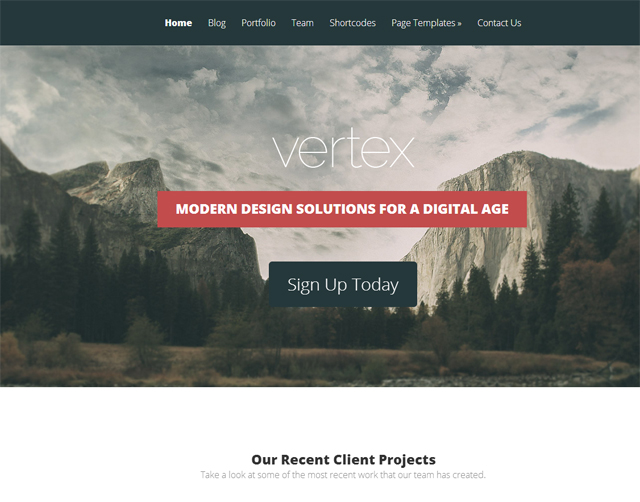 Home Blog Portfolio Team Shortcodes Page Templates » Contact Us
vertex
MODERN DESIGN SOLUTIONS FOR A DIGITAL AGE
Sign Up Today
Our Recent Client Projects
Take a look at some of the most recent work that our team has created.